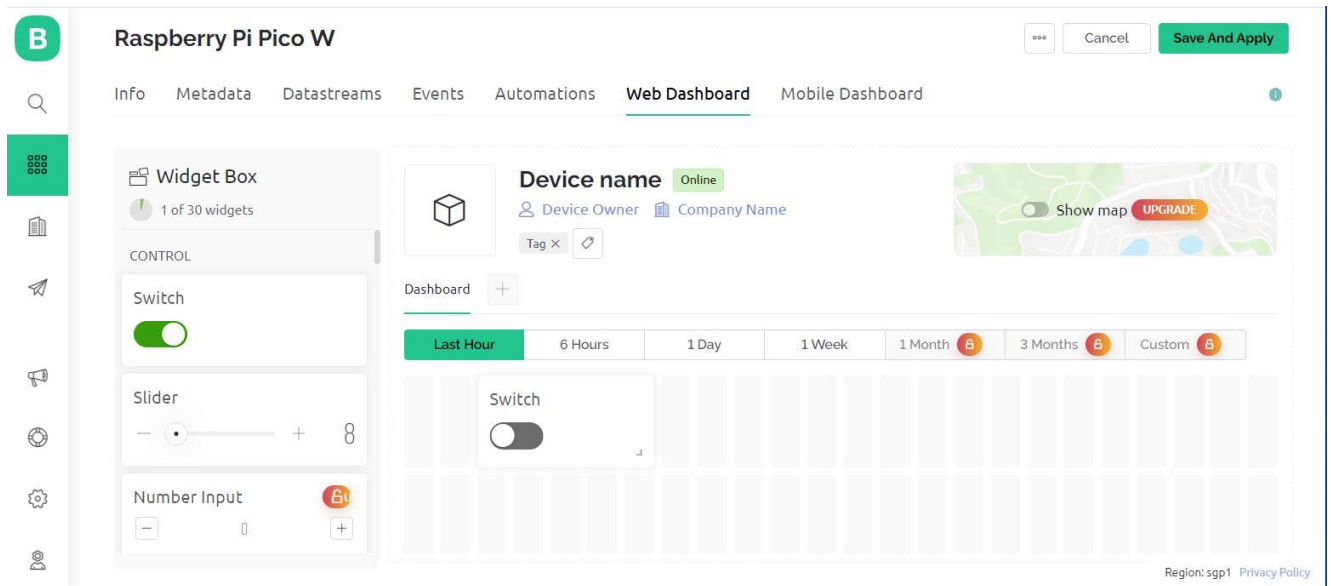 B
Raspberry Pi Pico W
Cancel
Save And Apply
Info Metadata Datastreams Events Automations Web Dashboard Mobile Dashboard
Widget Box
1 of 30 widgets
CONTROL
Switch
Slider
8
Number Input
0
Device name Online
Device Owner Company Name
Tag ×
Show map UPGRADE
Dashboard
Last Hour 6 Hours 1 Day 1 Week 1 Month 3 Months Custom
Switch
Region: sgp1 Privacy Policy